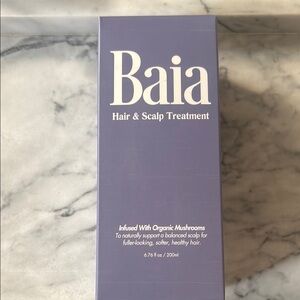 Baia
Hair & Scalp Treatment
Infused With Organic Mushrooms
To naturally support a balanced scalp for
fuller-looking, softer, healthy hair.
6.76 fl oz / 200ml